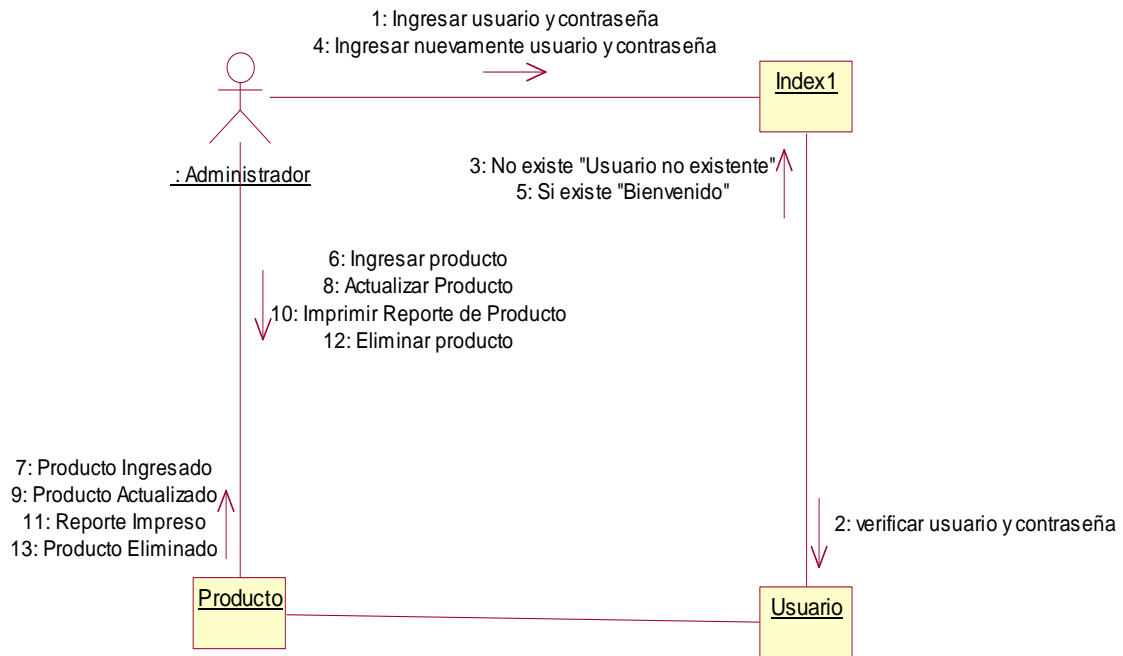 1: Ingresar usuario y contraseña
4: Ingresar nuevamente usuario y contraseña
Index1
: Administrador
3: No existe "Usuario no existente"
5: Si existe "Bienvenido"
6: Ingresar producto
8: Actualizar Producto
10: Imprimir Reporte de Producto
12: Eliminar producto
7: Producto Ingresado
9: Producto Actualizado
11: Reporte Impreso
13: Producto Eliminado
2: verificar usuario y contraseña
Producto
Usuario